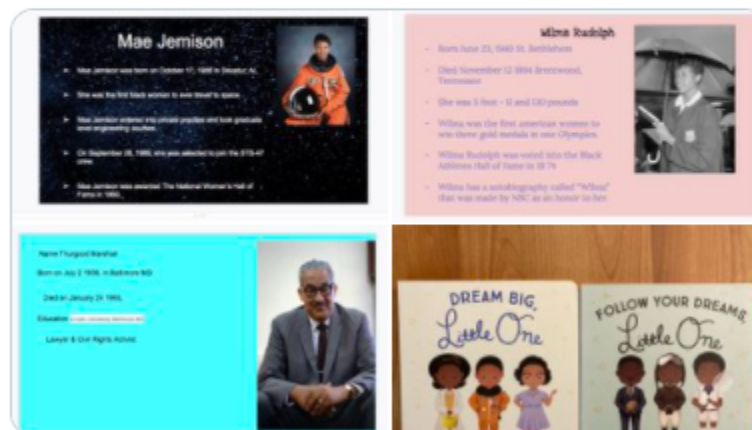 Mae Jemison
Mae Jemison was born on October 17, 1956 in Decatur, AL
She was the first black women to ever travel to space.
Mae Jemison entered into private practice and took graduate
level engineering courses.
On September 28, 1989, she was selected to join the STS-47
crew.
Mae Jemison was awarded The National Women's Hall of
Fame in
Wilma Rudolph
Born June 23, 1940 St. Bethlehem
Died November 12 1994 Brentwood,
Tennessee
She was 5 foot - 11 and 130 pounds
Wilma was the first american women to
win three gold medals in one Olympics.
Wilma Rudolph was voted into the Black
Athletes Hall of Fame in 1974
Wilma has a autobiography called "Wilma"
that was made by NBC as an honor to her.
Name Thurgood Marshall
Born on July 2 1908, in Baltimore MD
Died on January 24 1993,
Education
Lawyer & Civil Rights Activist
DREAM BIG,
Little One
FOLLOW YOUR DREAMS,
Little One